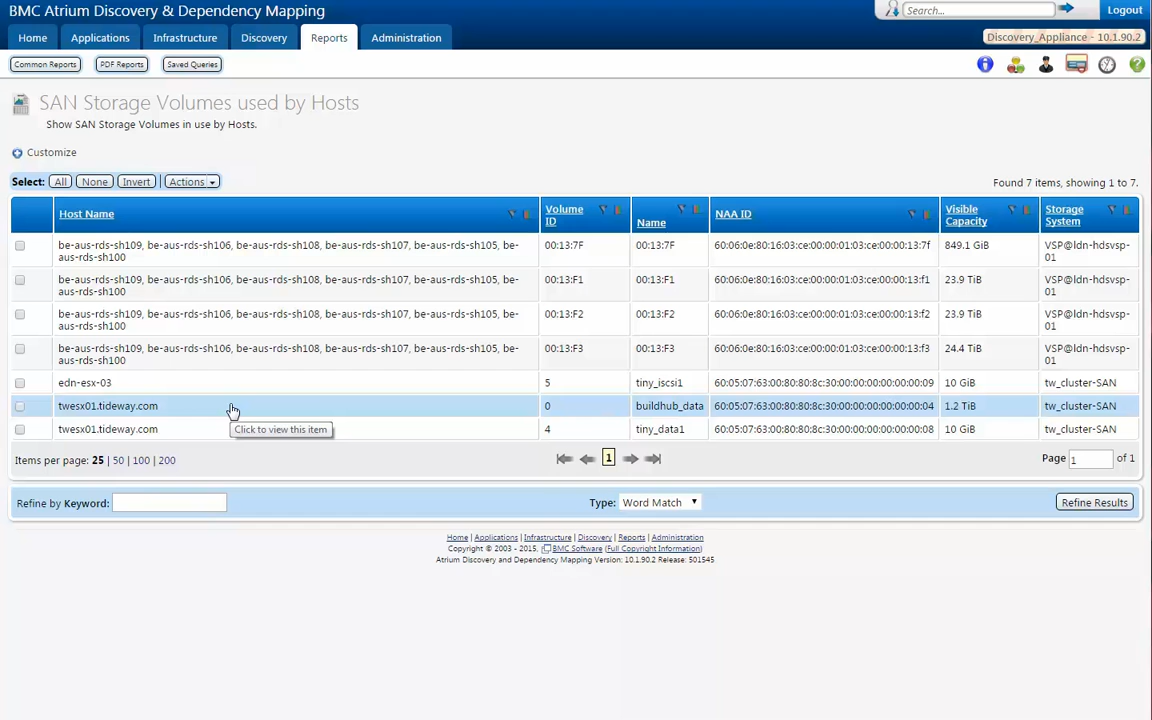 BMC Atrium Discovery & Dependency Mapping
Search...
Logout
Home
Applications
Infrastructure
Discovery
Reports
Administration
Discovery_Appliance - 10.1.90.2
Common Reports
PDF Reports
Saved Queries
SAN Storage Volumes used by Hosts
Show SAN Storage Volumes in use by Hosts.
Customize
Select: All None Invert | Actions
Found 7 items, showing 1 to 7.
Host Name
Volume
ID
Name
NAA ID
Visible
Capacity
Storage
System
be-aus-rds-sh109, be-aus-rds-sh106, be-aus-rds-sh108, be-aus-rds-sh107, be-aus-rds-sh105, be-
aus-rds-sh100
00:13:7F
00:13:7F
60:06:0e:80:16:03:ce:00:00:01:03:ce:00:00:13:7f
849.1 GiB
VSP@ldn-hdsvsp-
01
be-aus-rds-sh109, be-aus-rds-sh106, be-aus-rds-sh108, be-aus-rds-sh107, be-aus-rds-sh105, be-
aus-rds-sh100
00:13:F1
00:13:F1
60:06:0e:80:16:03:ce:00:00:01:03:ce:00:00:13:f1
23.9 TiB
VSP@ldn-hdsvsp-
01
be-aus-rds-sh109, be-aus-rds-sh106, be-aus-rds-sh108, be-aus-rds-sh107, be-aus-rds-sh105, be-
aus-rds-sh100
00:13:F2
00:13:F2
60:06:0e:80:16:03:ce:00:00:01:03:ce:00:00:13:f2
23.9 TiB
VSP@ldn-hdsvsp-
01
be-aus-rds-sh109, be-aus-rds-sh106, be-aus-rds-sh108, be-aus-rds-sh107, be-aus-rds-sh105, be-
aus-rds-sh100
00:13:F3
00:13:F3
60:06:0e:80:16:03:ce:00:00:01:03:ce:00:00:13:f3
24.4 TiB
VSP@ldn-hdsvsp-
01
edn-esx-03
5
tiny_iscsi1
60:05:07:63:00:80:80:8c:30:00:00:00:00:00:00:09
10 GiB
tw_cluster-SAN
twesx01.tideway.com
0
buildhub_data
60:05:07:63:00:80:80:8c:30:00:00:00:00:00:00:04
1.2 TiB
tw_cluster-SAN
twesx01.tideway.com
Click to view this item
4
tiny_data1
60:05:07:63:00:80:80:8c:30:00:00:00:00:00:00:08
10 GiB
tw_cluster-SAN
Items per page: 25 | 50 | 100 | 200
1
Page 1 of 1
Refine by Keyword:
Type: Word Match
Refine Results
Home | Applications | Infrastructure | Discovery | Reports | Administration
Copyright © 2003 - 2015, BMC Software (Full Copyright Information)
Atrium Discovery and Dependency Mapping Version: 10.1.90.2 Release: 501545